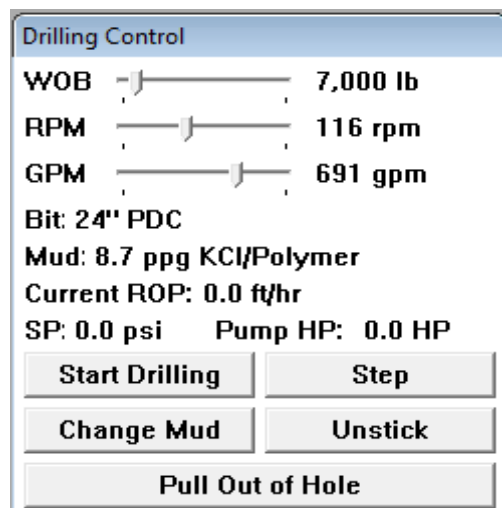 Drilling Control
WOB 7,000 lb
RPM 116 rpm
GPM 691 gpm
Bit: 24" PDC
Mud: 8.7 ppg KCl/Polymer
Current ROP: 0.0 ft/hr
SP: 0.0 psi Pump HP: 0.0 HP
Start Drilling Step
Change Mud Unstick
Pull Out of Hole